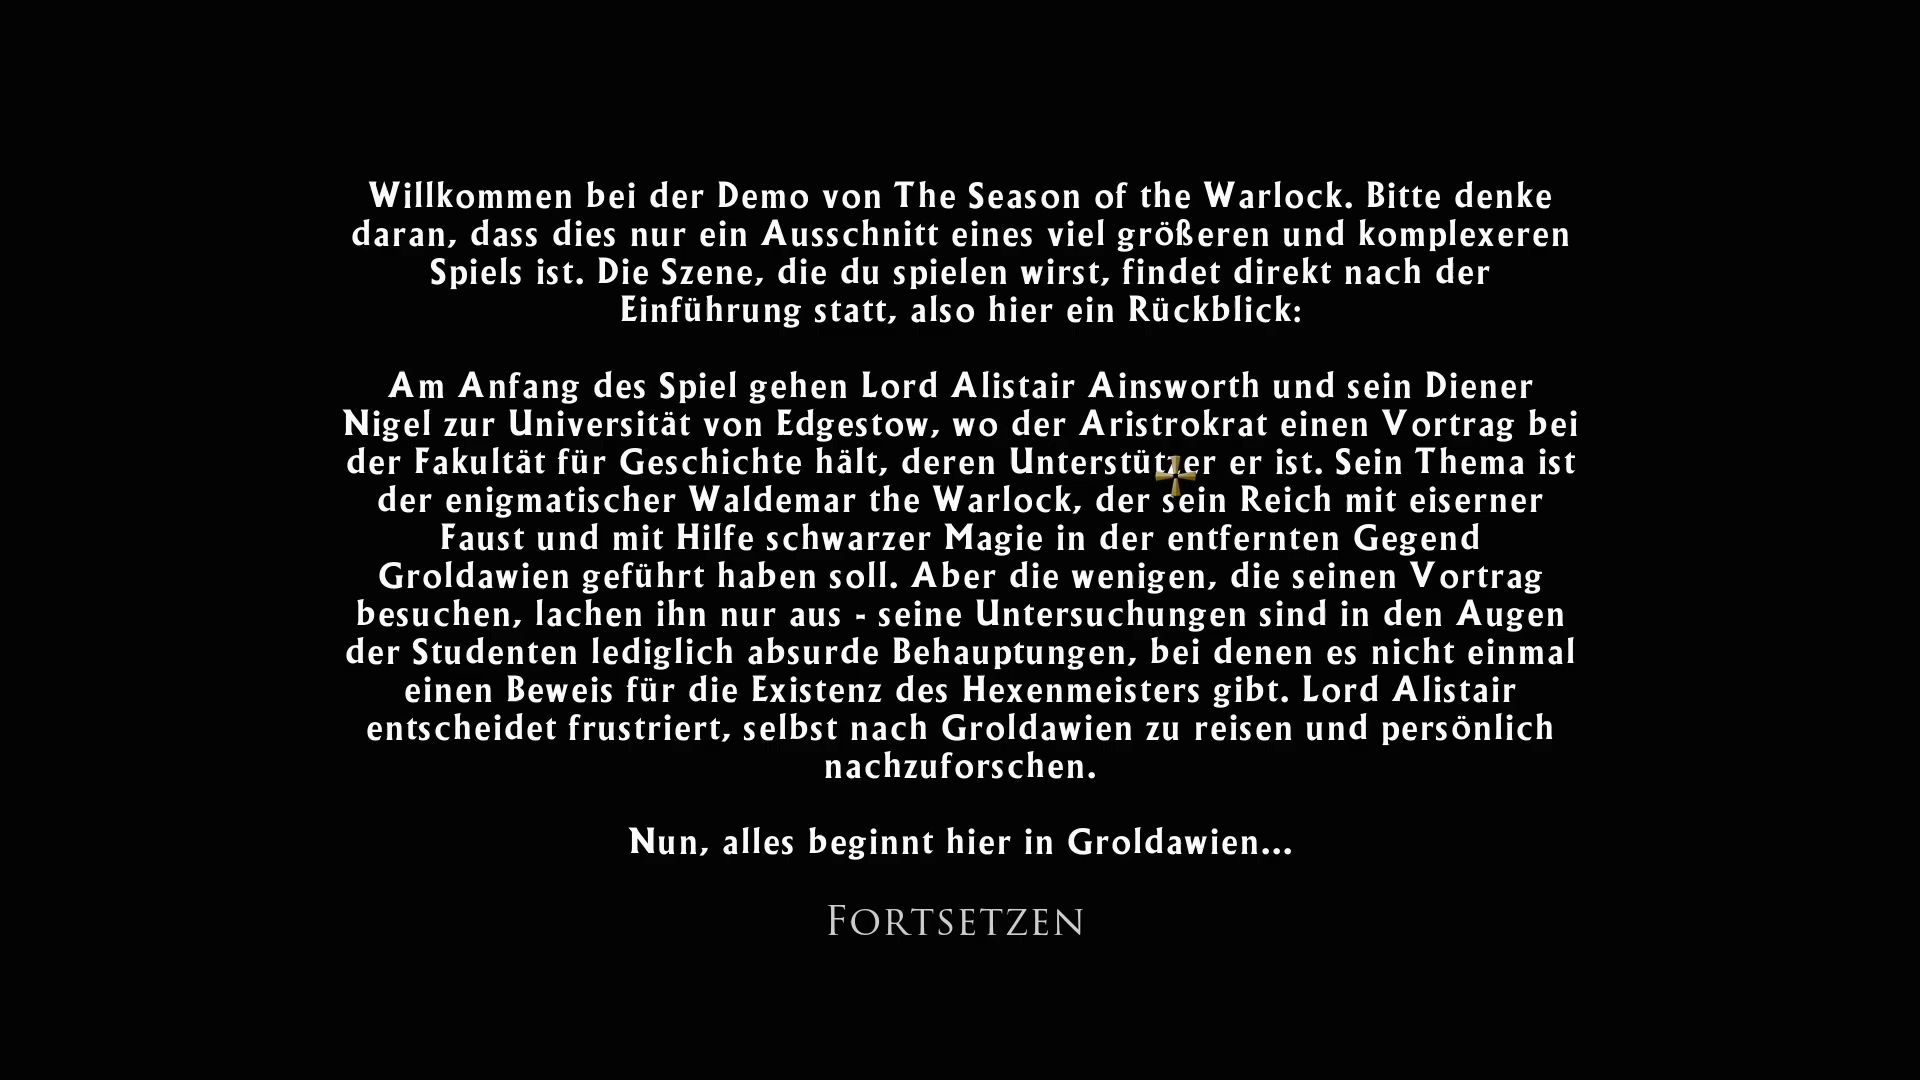 Willkommen bei der Demo von The Season of the Warlock. Bitte denke
daran, dass dies nur ein Ausschnitt eines viel größeren und komplexeren
Spiels ist. Die Szene, die du spielen wirst, findet direkt nach der
Einführung statt, also hier ein Rückblick:
Am Anfang des Spiel gehen Lord Alistair Ainsworth und sein Diener
Nigel zur Universität von Edgestow, wo der Aristrokrat einen Vortrag bei
der Fakultät für Geschichte hält, deren Unterstützer er ist. Sein Thema ist
der enigmatischer Waldemar the Warlock, der sein Reich mit eiserner
Faust und mit Hilfe schwarzer Magie in der entfernten Gegend
Groldawien geführt haben soll. Aber die wenigen, die seinen Vortrag
besuchen, lachen ihn nur aus - seine Untersuchungen sind in den Augen
der Studenten lediglich absurde Behauptungen, bei denen es nicht einmal
einen Beweis für die Existenz des Hexenmeisters gibt. Lord Alistair
entscheidet frustriert, selbst nach Groldawien zu reisen und persönlich
nachzuforschen.
Nun, alles beginnt hier in Groldawien...
Fortsetzen